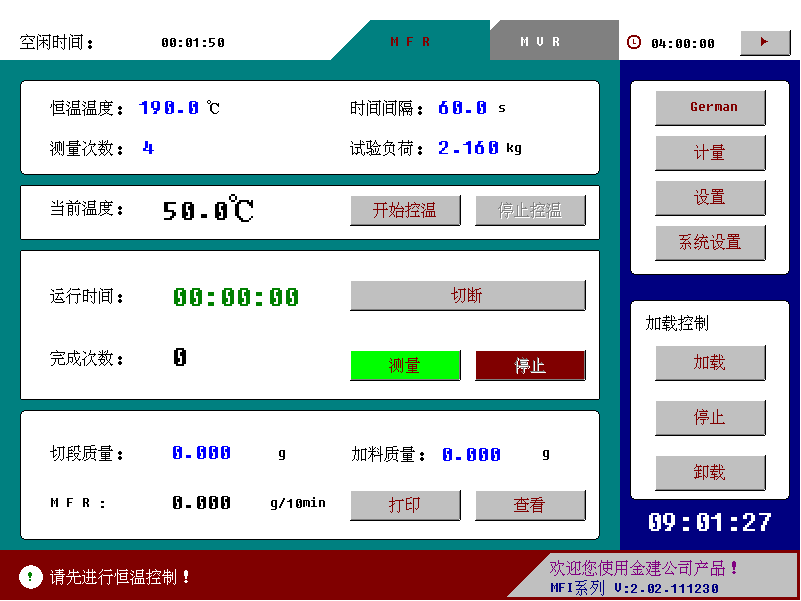 空闲时间： 00:01:50 MFR MVR 04:00:00
恒温温度： 190.0 ℃ 时间间隔： 60.0 s German
测量次数： 4 试验负荷： 2.160 kg 计量
设置
当前温度： 50.0℃ 开始控温 停止控温
系统设置
运行时间： 00:00:00 切断
加载控制
完成次数： 0 测量 停止 加载
停止
切段质量： 0.000 g 加料质量： 0.000 g 卸载
MFR: 0.000 g/10min 打印 查看
09:01:27
! 请先进行恒温控制！ 欢迎您使用金建公司产品！
MFI系列 V:2.02-111230